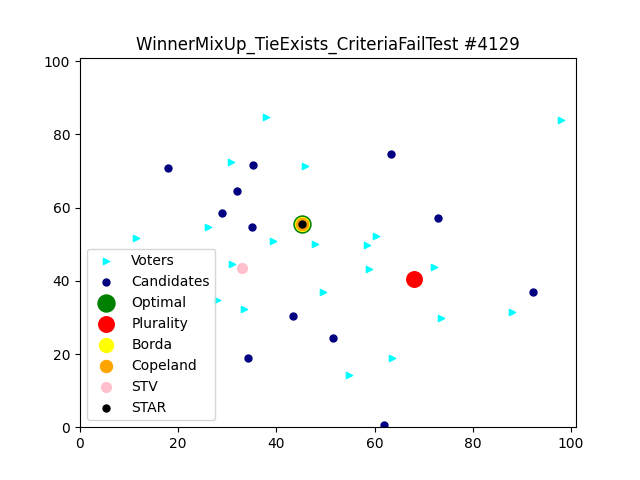 WinnerMixUp_TieExists_CriteriaFailTest #4129
100
80
60
40
20
0
Voters
Candidates
Optimal
Plurality
Borda
Copeland
STV
STAR
0 20 40 60 80 100